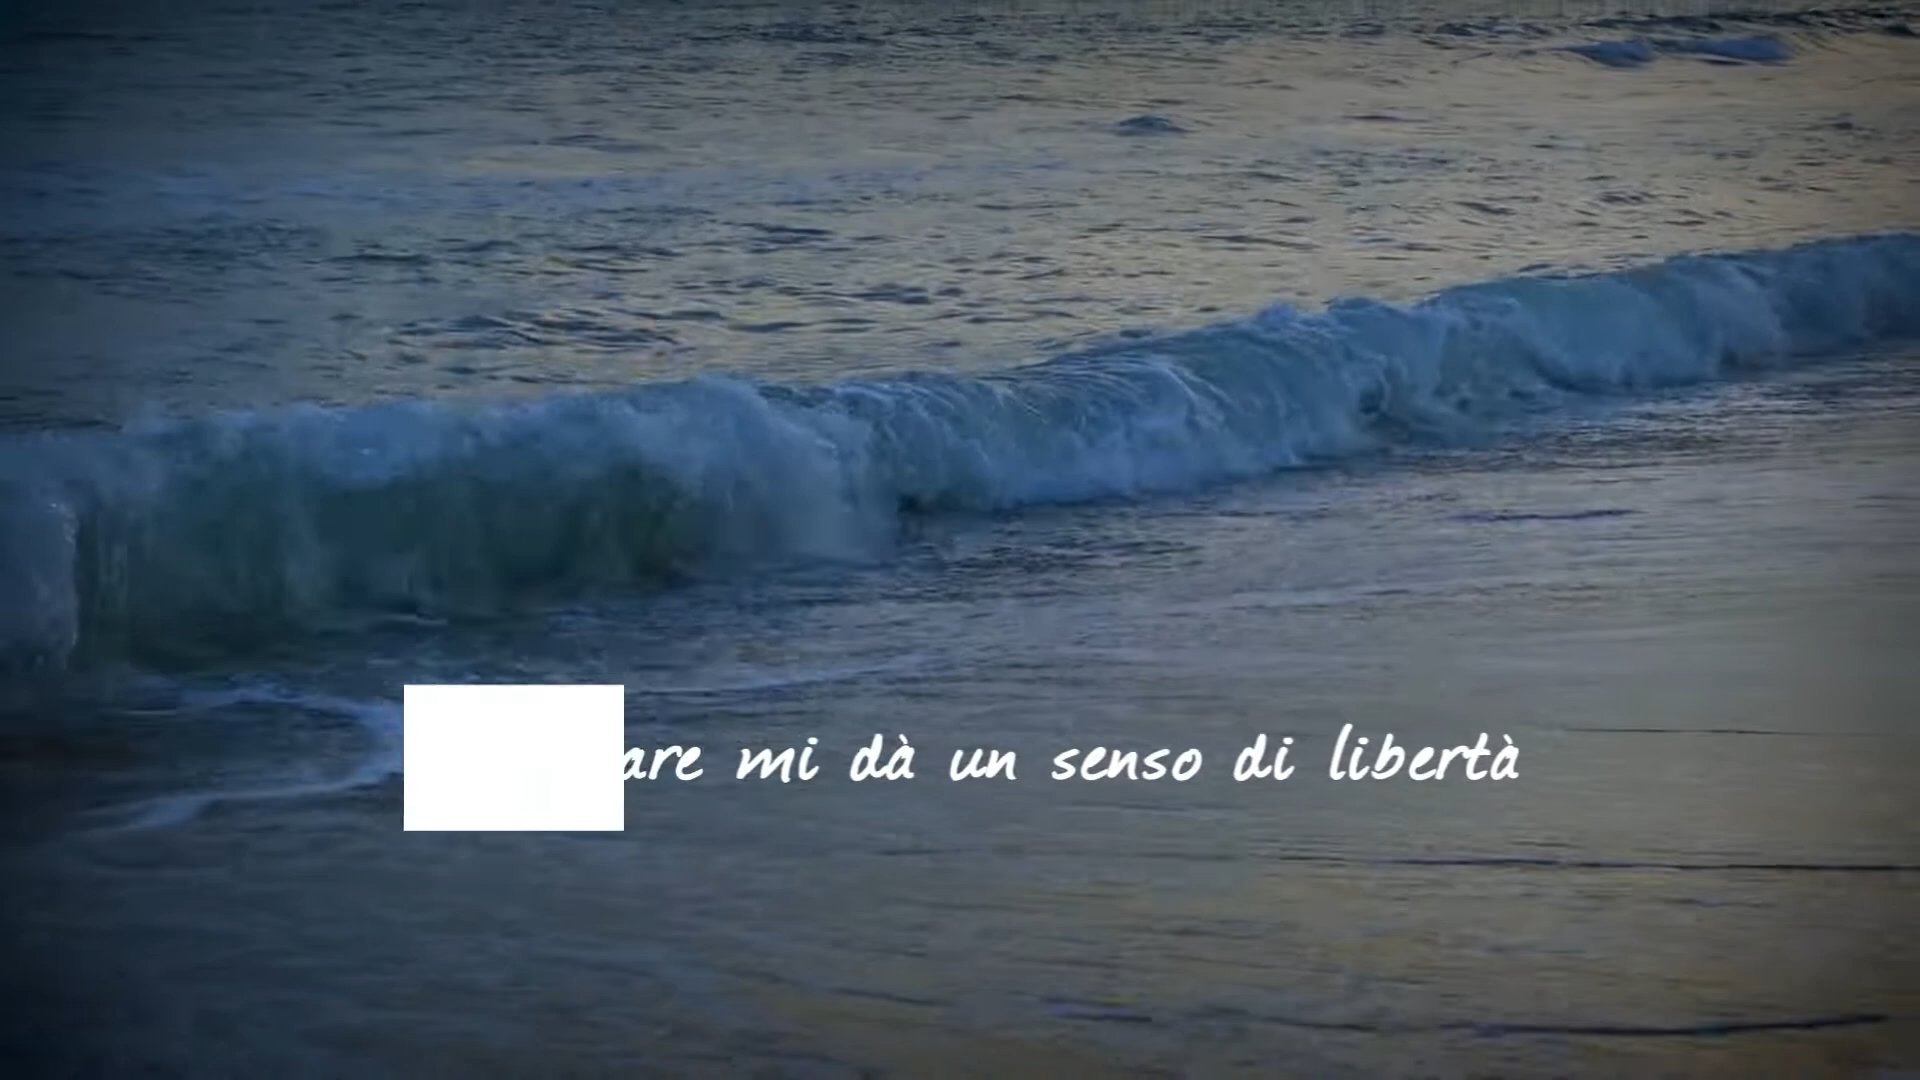 are mi dà un senso di libertà